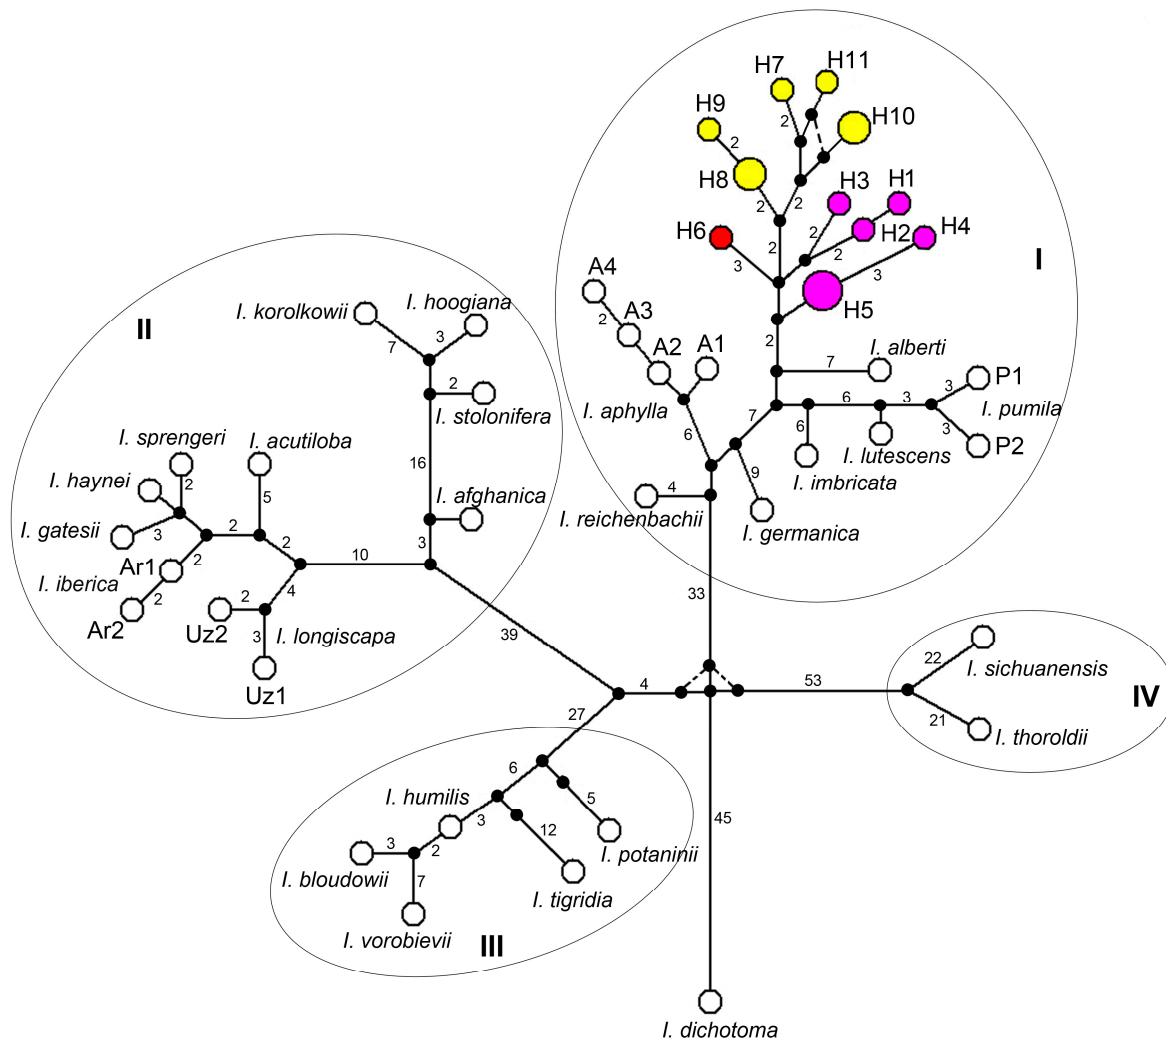 H7
H11
H9
2
H10
2
H8
H3
H1
2
2
H6
2
2
H2
H4
2
3
3
I
A4
H5
2
A3
2
A2
A1
I. alberti
7
P1
I. aphylla
6
3
3
I. pumila
7
6
6
3
P2
I. lutescens
9
I. imbricata
4
I. reichenbachii
I. germanica
33
II
I. korolkowii
I. hoogiana
3
7
2
I. stolonifera
I. sprengeri
I. acutiloba
16
I. haynei
2
5
I. afghanica
I. gatesii
3
2
2
3
10
Ar1
2
I. iberica
4
2
Ar2
2
Uz2
3
I. longiscapa
Uz1
39
4
53
22
I. sichuanensis
IV
21
I. thoroldii
27
6
I. humilis
5
3
12
3
2
I. potaninii
I. bloudowii
7
I. tigridia
I. vorobievii
III
45
I. dichotoma